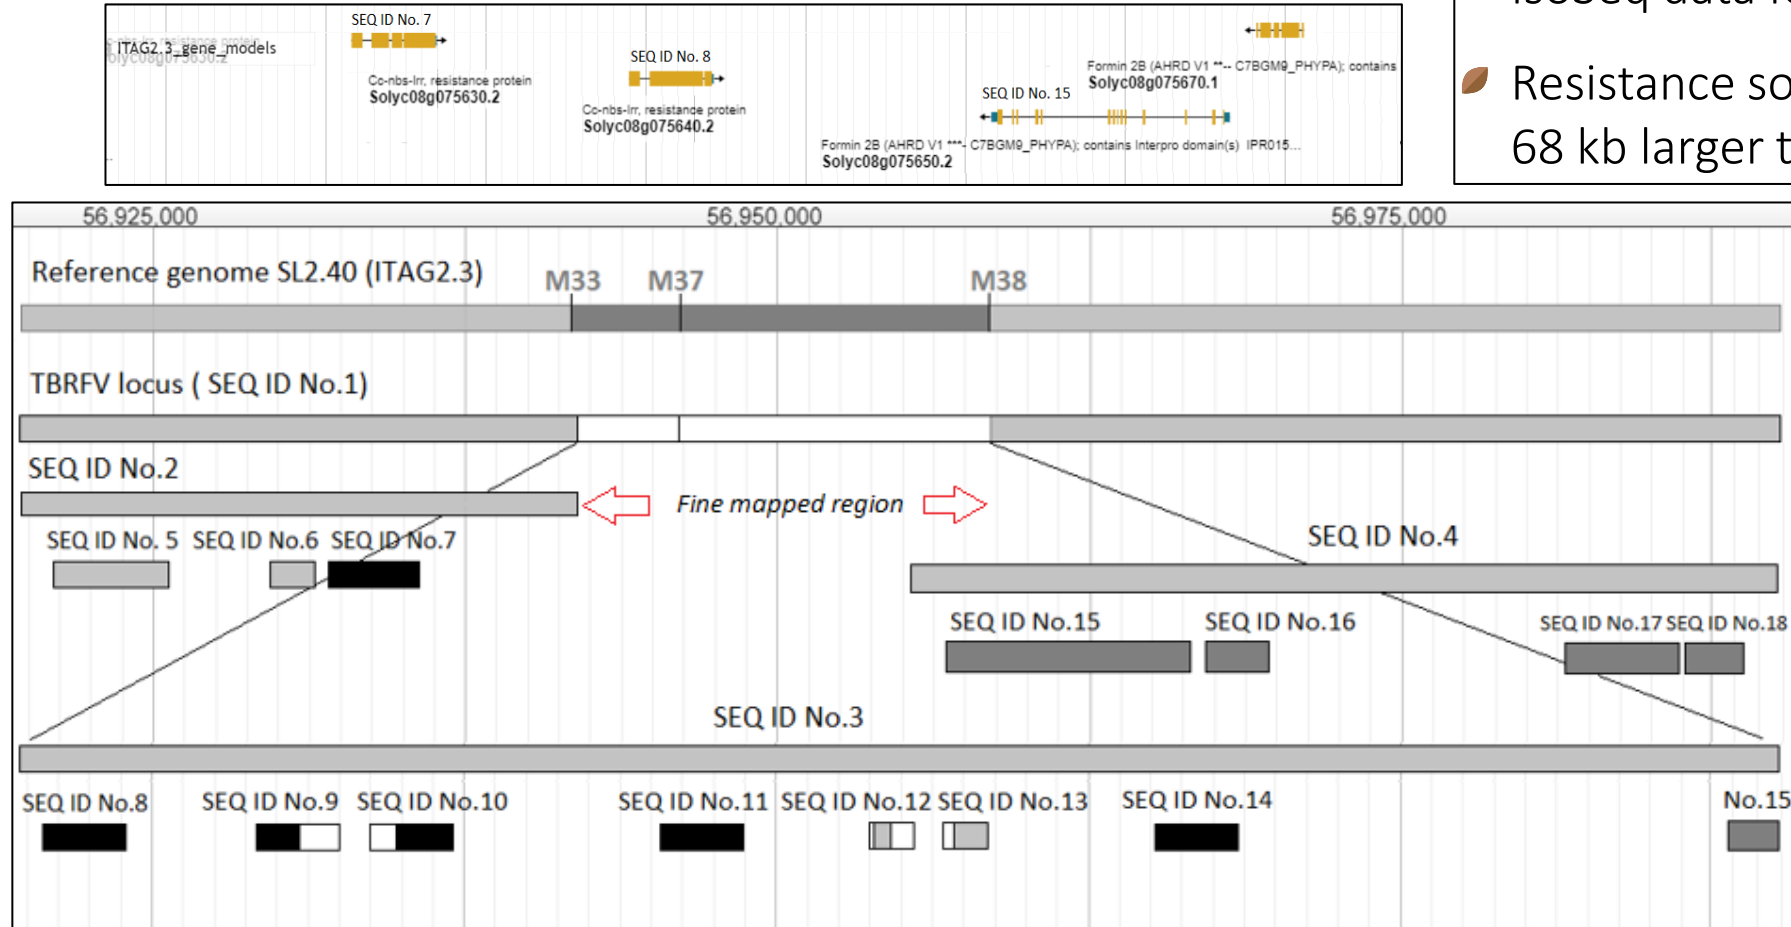 SEQ ID No. 7
ITAG2.3_gene_models
Solyc08g075630.2
Cc-nbs-lrr, resistance protein
Solyc08g075630.2
SEQ ID No. 8
Cc-nbs-lrr, resistance protein
Solyc08g075640.2
Formin 2B (AHRD V1 **-- C7BGM9_PHYPA); contains
Solyc08g075670.1
SEQ ID No. 15
Formin 2B (AHRD V1 ***- C7BGM9_PHYPA); contains Interpro domain(s) IPR015...
Solyc08g075650.2
Resistance so
68 kb larger t
56,925,000 56,950,000 56,975,000
Reference genome SL2.40 (ITAG2.3)
M33 M37 M38
TBRFV locus ( SEQ ID No.1)
SEQ ID No.2
Fine mapped region
SEQ ID No.4
SEQ ID No. 5 SEQ ID No.6 SEQ ID No.7
SEQ ID No.15 SEQ ID No.16 SEQ ID No.17 SEQ ID No.18
SEQ ID No.3
SEQ ID No.8 SEQ ID No.9 SEQ ID No.10 SEQ ID No.11 SEQ ID No.12 SEQ ID No.13 SEQ ID No.14 No.15